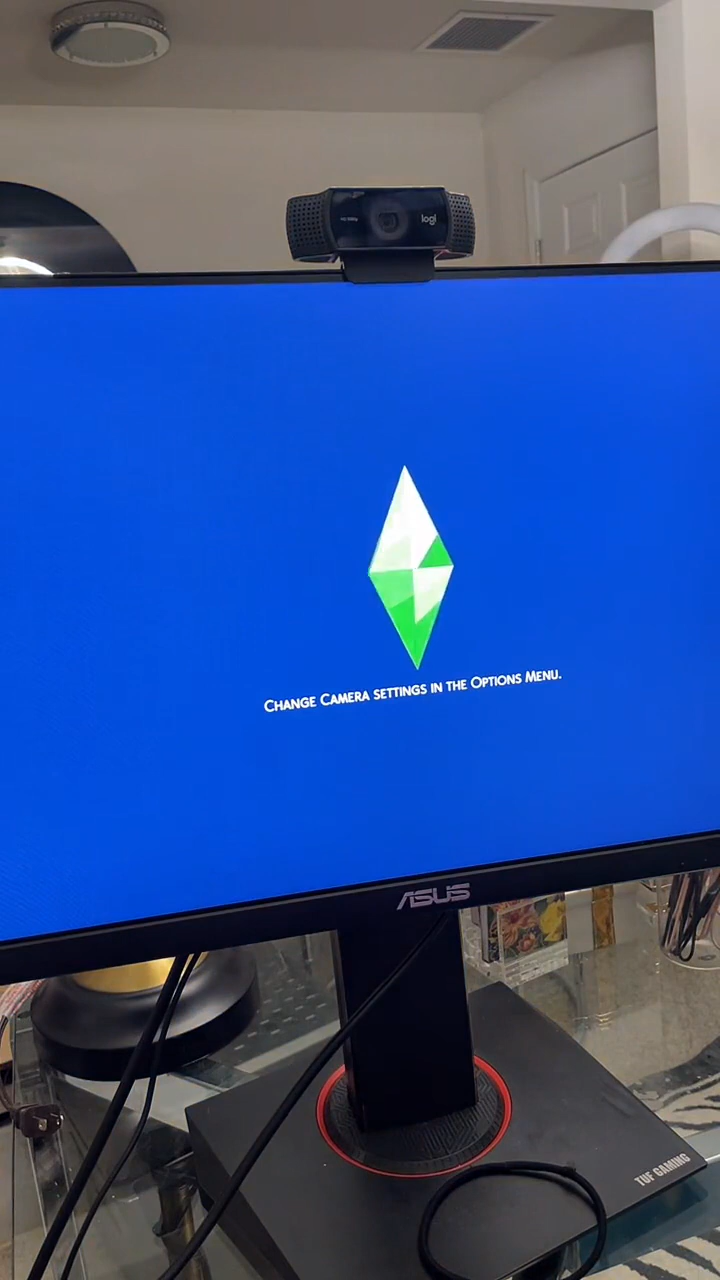 logi
CHANGE CAMERA SETTINGS IN THE OPTIONS MENU.
ASUS
TUF GAMING